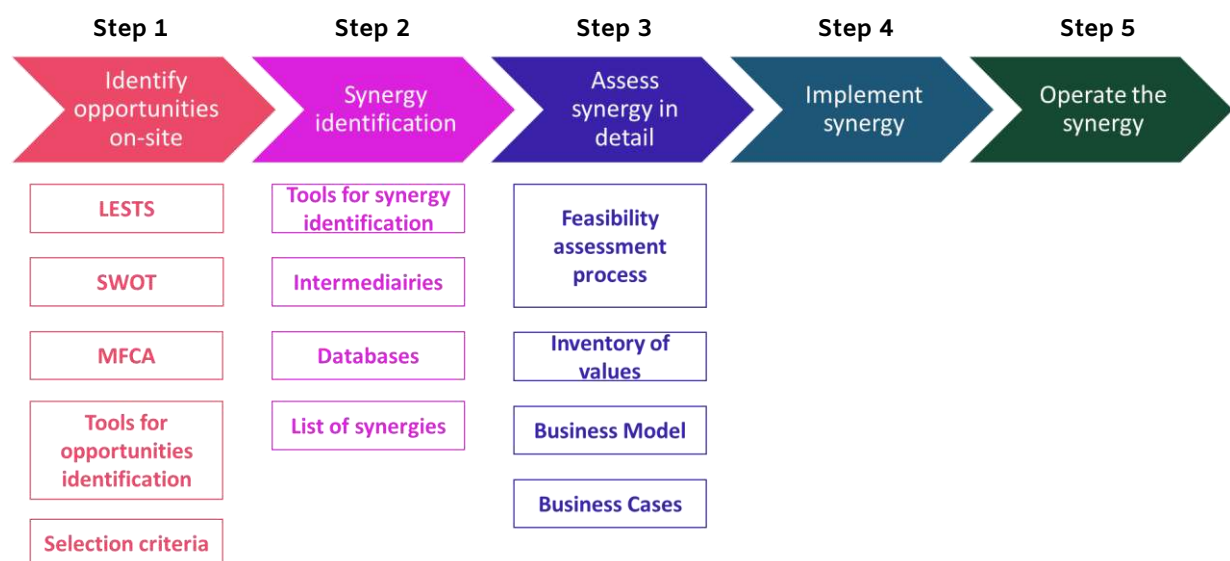 Step 1
Step 2
Step 3
Step 4
Step 5
Identify
opportunities
on-site
Synergy
identification
Assess
synergy in
detail
Implement
synergy
Operate the
synergy
LESTS
SWOT
MFCA
Tools for
opportunities
identification
Selection criteria
Tools for synergy
identification
Intermediairies
Databases
List of synergies
Feasibility
assessment
process
Inventory of
values
Business Model
Business Cases